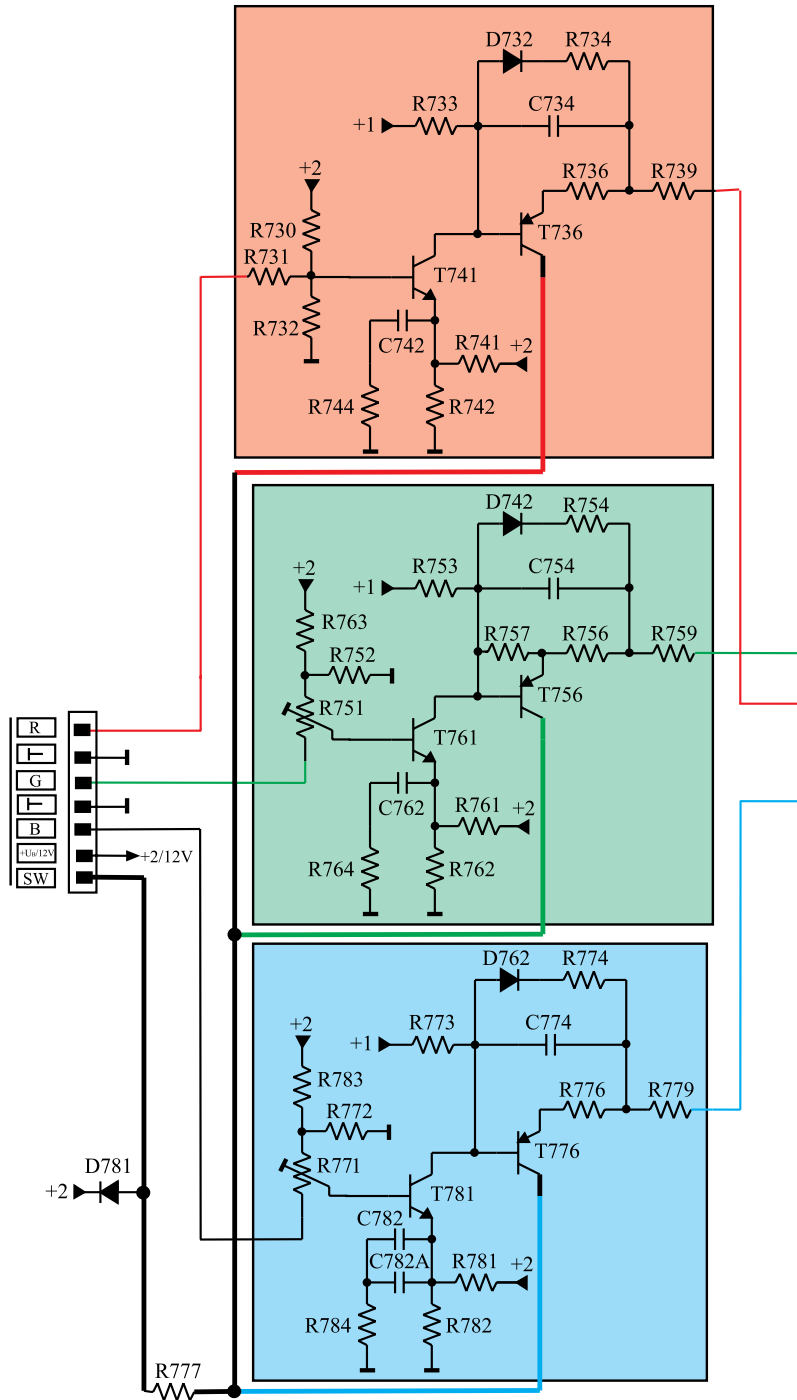 D732
R734
R733
C734
+1
+2
R736
R739
R730
R731
T736
T741
R732
C742
R741
+2
R744
R742
D742
R754
+2
+1
R753
C754
R763
R757
R756
R759
R752
R751
T756
T761
C762
R761
+2
R764
R762
R
T
G
T
B
+UB/12V
+2/12V
SW
D762
R774
+2
+1
R773
C774
R783
R776
R779
R772
R771
T776
T781
D781
+2
C782
C782A
R781
+2
R784
R782
R777